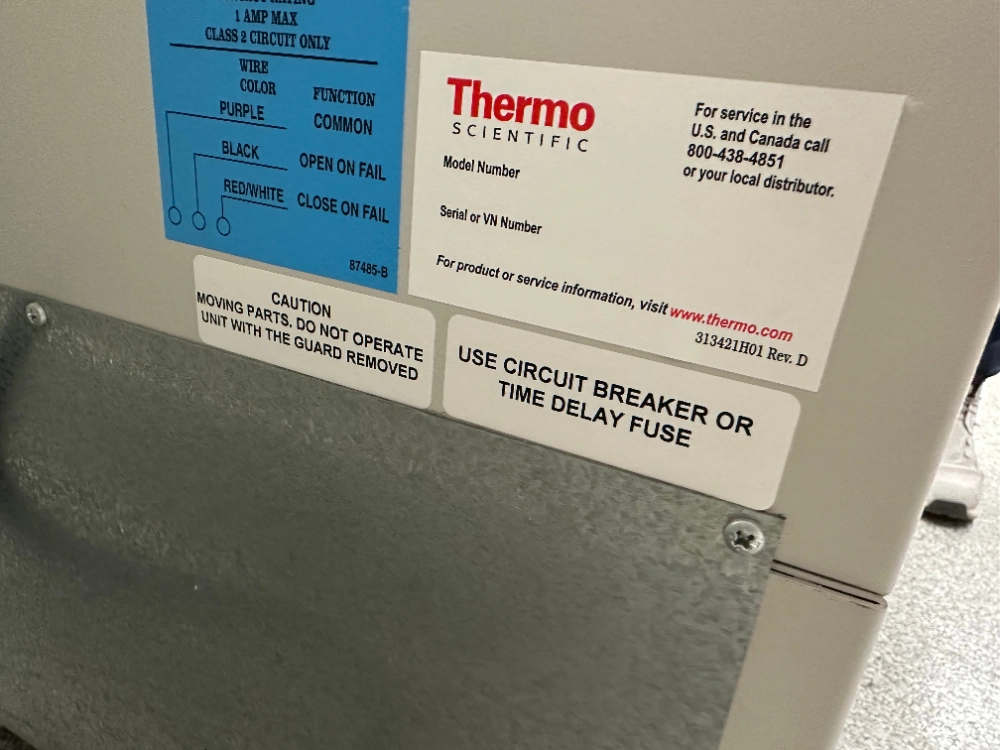 1 AMP MAX
CLASS 2 CIRCUIT ONLY
WIRE
COLOR
FUNCTION
PURPLE
COMMON
BLACK
OPEN ON FAIL
RED/WHITE
CLOSE ON FAIL
87485-B
Thermo
SCIENTIFIC
For service in the
U.S. and Canada call
800-438-4851
or your local distributor.
Model Number
Serial or VN Number
For product or service information, visit www.thermo.com
313421H01 Rev. D
CAUTION
MOVING PARTS. DO NOT OPERATE
UNIT WITH THE GUARD REMOVED
USE CIRCUIT BREAKER OR
TIME DELAY FUSE